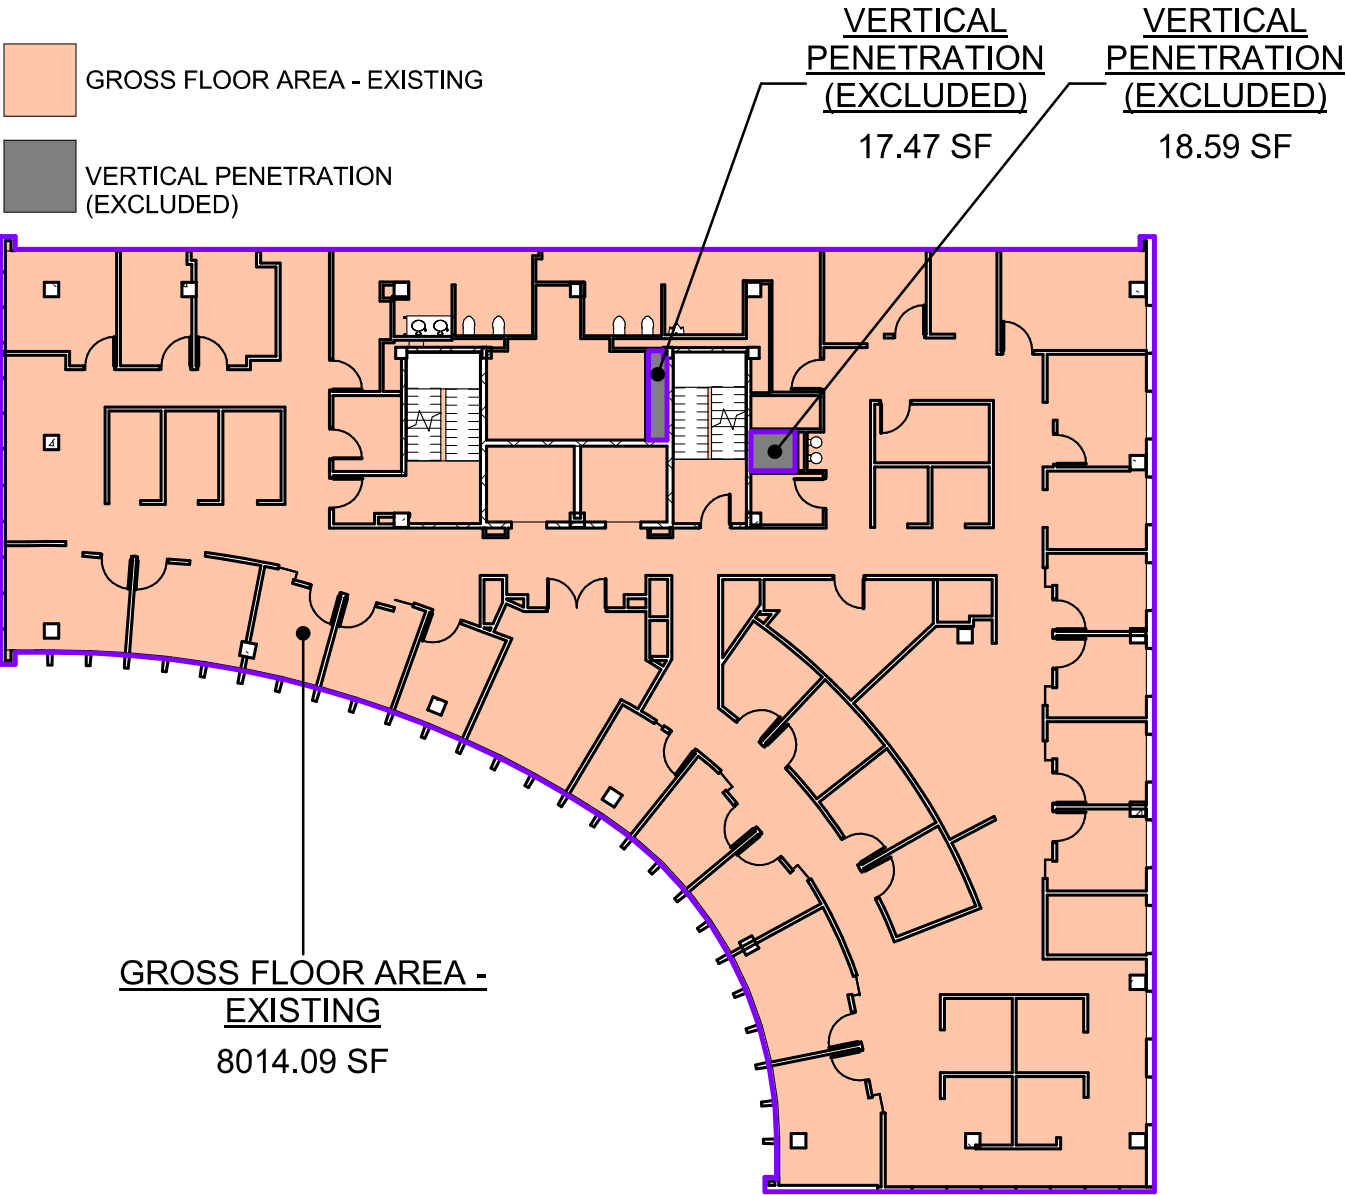 GROSS FLOOR AREA - EXISTING
VERTICAL PENETRATION
(EXCLUDED)
VERTICAL
PENETRATION
(EXCLUDED)
17.47 SF
VERTICAL
PENETRATION
(EXCLUDED)
18.59 SF
GROSS FLOOR AREA -
EXISTING
8014.09 SF